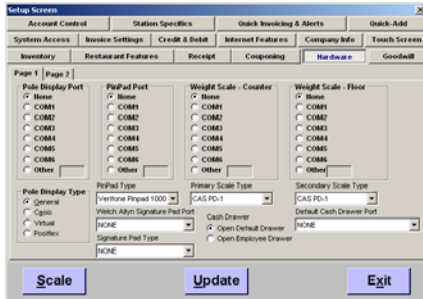 Setup Screen
Account Control Station Specifics Quick Invoicing & Alerts Quick-Add
System Access Invoice Settings Credit & Debit Internet Features Company Info Touch Screen
Inventory Restaurant Features Receipt Couponing Hardware Goodwill
Page 1 Page 2
Pole Display Port PinPad Port Weight Scale - Counter Weight Scale - Floor
None None None None
COM1 COM1 COM1 COM1
COM2 COM2 COM2 COM2
COM3 COM3 COM3 COM3
COM4 COM4 COM4 COM4
COM5 COM5 COM5 COM5
COM6 COM6 COM6 COM6
Other Other Other Other
Pole Display Type PinPad Type Primary Scale Type Secondary Scale Type
General Verifone Pinpad 1000 CAS PD-1 CAS PD-1
Casio Welch Allyn Signature Pad Port Cash Drawer Default Cash Drawer Port
Virtual NONE Open Default Drawer NONE
Posiflex Signature Pad Type Open Employee Drawer
NONE
Scale Update Exit